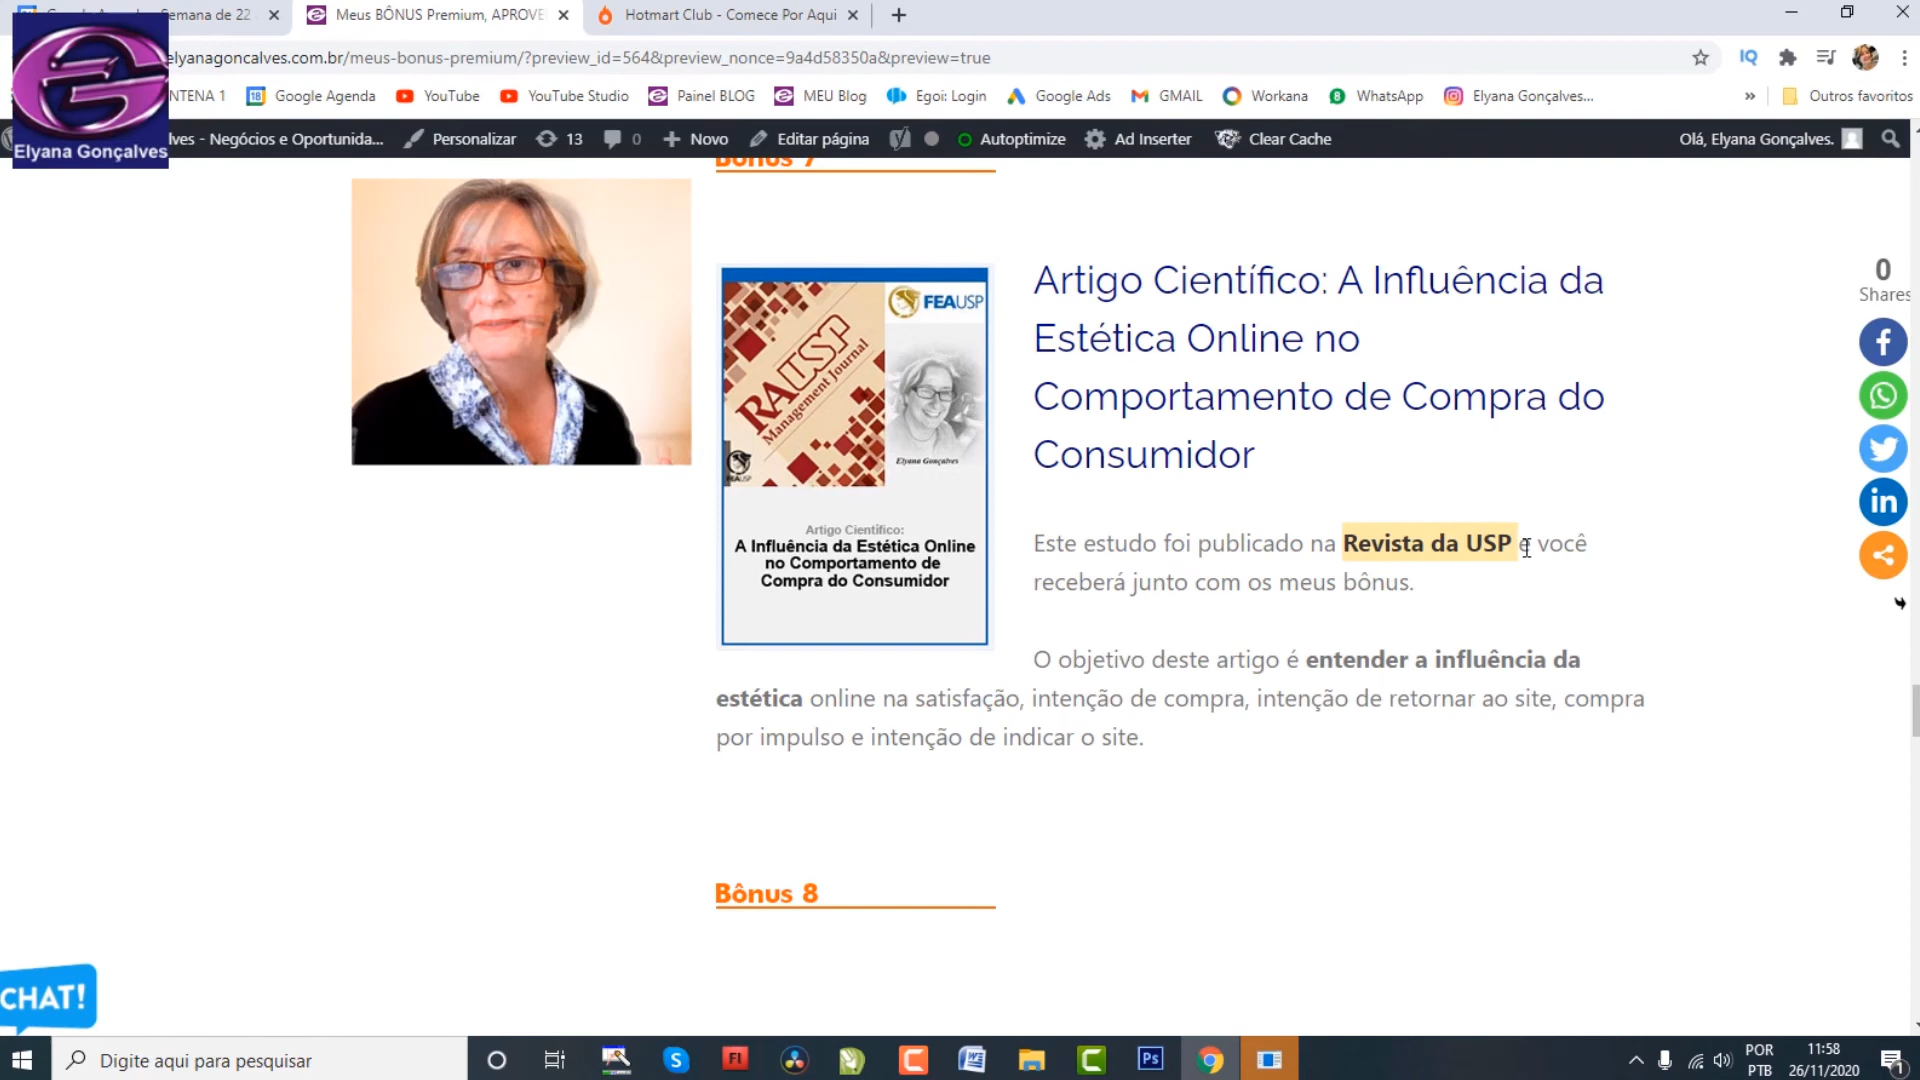 Semana de 22
Meus BÔNUS Premium, APROVE
Hotmart Club - Comece Por Aqui
elyanagoncalves.com.br/meus-bonus-premium/?preview_id=564&preview_nonce=9a4d58350a&preview=true
NTENA 1
Google Agenda
YouTube
YouTube Studio
Painel BLOG
MEU Blog
Egoi: Login
Google Ads
GMAIL
Workana
WhatsApp
Elyana Gonçalves...
»
Outros favoritos
Elyana Gonçalves
lves - Negócios e Oportunida...
Personalizar
13
0
Novo
Editar página
Autoptimize
Ad Inserter
Clear Cache
Olá, Elyana Gonçalves.
Bônus 7
FEAUSP
RAUSP
Management Journal
FEAUSP
Elyana Gonçalves
Artigo Científico:
A Influência da Estética Online
no Comportamento de
Compra do Consumidor
Artigo Científico: A Influência da
Estética Online no
Comportamento de Compra do
Consumidor
Este estudo foi publicado na Revista da USP e você
receberá junto com os meus bônus.
O objetivo deste artigo é entender a influência da
estética online na satisfação, intenção de compra, intenção de retornar ao site, compra
por impulso e intenção de indicar o site.
Bônus 8
0
Shares
CHAT!
Digite aqui para pesquisar
POR
PTB
11:58
26/11/2020
1